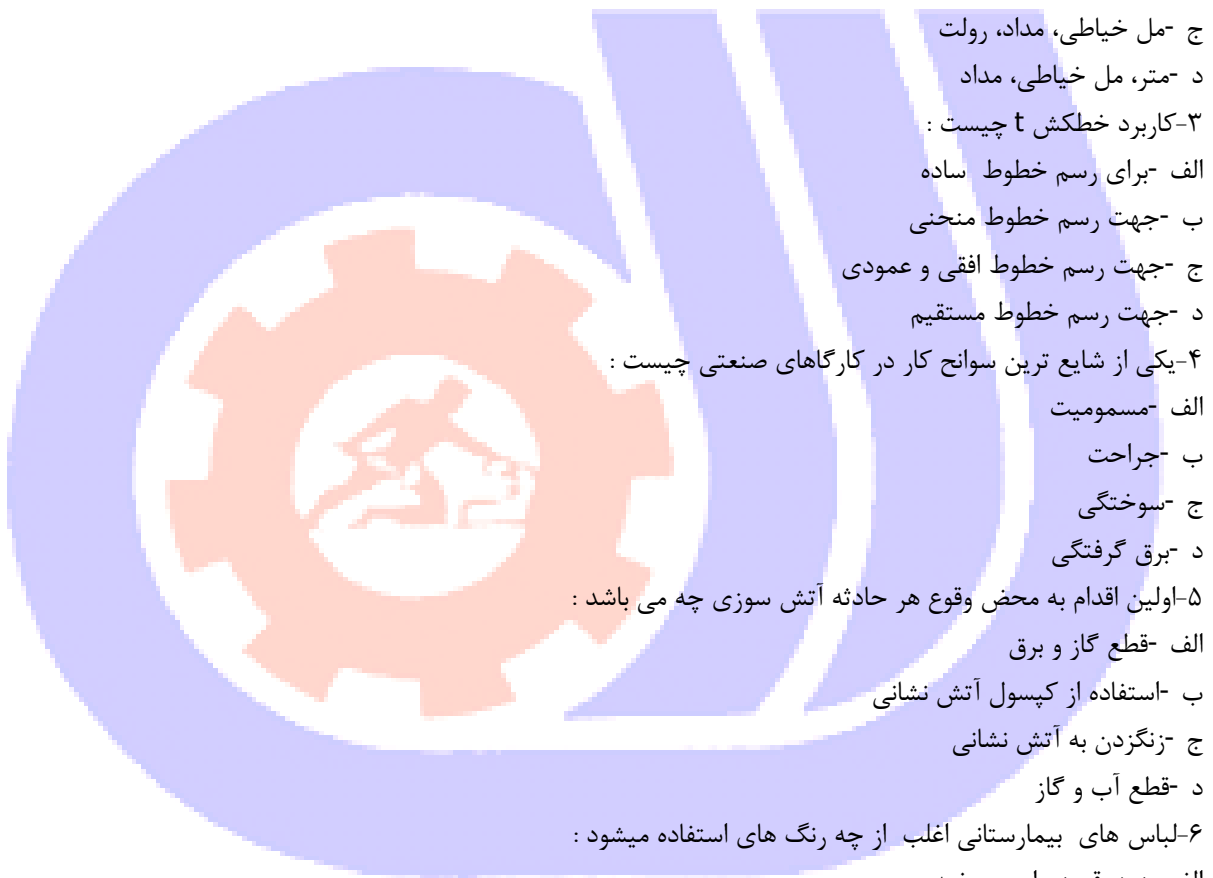 ج -مل خیاطی، مداد، رولت
د -متر، مل خیاطی، مداد
۳-کاربرد خطکش t چیست :
الف -برای رسم خطوط ساده
ب -جهت رسم خطوط منحنی
ج -جهت رسم خطوط افقی و عمودی
د -جهت رسم خطوط مستقیم
۴-یکی از شایع ترین سوانح کار در کارگاهای صنعتی چیست :
الف -مسمومیت
ب -جراحت
ج -سوختگی
د -برق گرفتگی
۵-اولین اقدام به محض وقوع هر حادثه آتش سوزی چه می باشد :
الف -قطع گاز و برق
ب -استفاده از کپسول آتش نشانی
ج -زنگزدن به آتش نشانی
د -قطع آب و گاز
۶-لباس های بیمارستانی اغلب از چه رنگ های استفاده میشود :